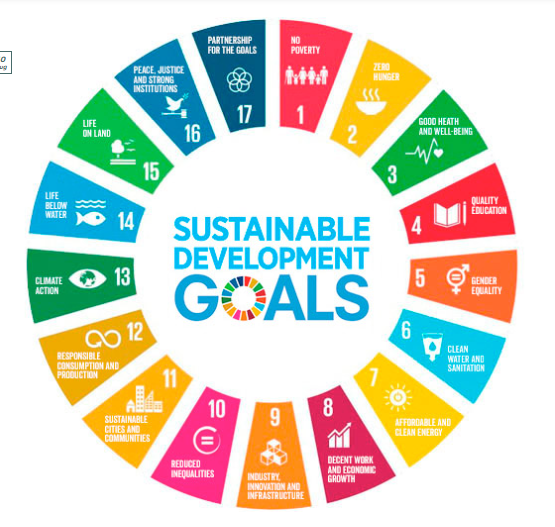 SUSTAINABLE
DEVELOPMENT
GOALS
NO
POVERTY
1
ZERO
HUNGER
2
GOOD HEATH
AND WELL-BEING
3
QUALITY
EDUCATION
4
GENDER
EQUALITY
5
CLEAN
WATER AND
SANITATION
6
AFFORDABLE AND
CLEAN ENERGY
7
DECENT WORK
AND ECONOMIC
GROWTH
8
INDUSTRY,
INNOVATION AND
INFRASTRUCTURE
9
REDUCED
INEQUALITIES
10
SUSTAINABLE
CITIES AND
COMMUNITIES
11
RESPONSIBLE
CONSUMPTION AND
PRODUCTION
12
CLIMATE
ACTION
13
LIFE
BELOW
WATER
14
LIFE
ON LAND
15
PEACE, JUSTICE
AND STRONG
INSTITUTIONS
16
PARTNERSHIP
FOR THE GOALS
17